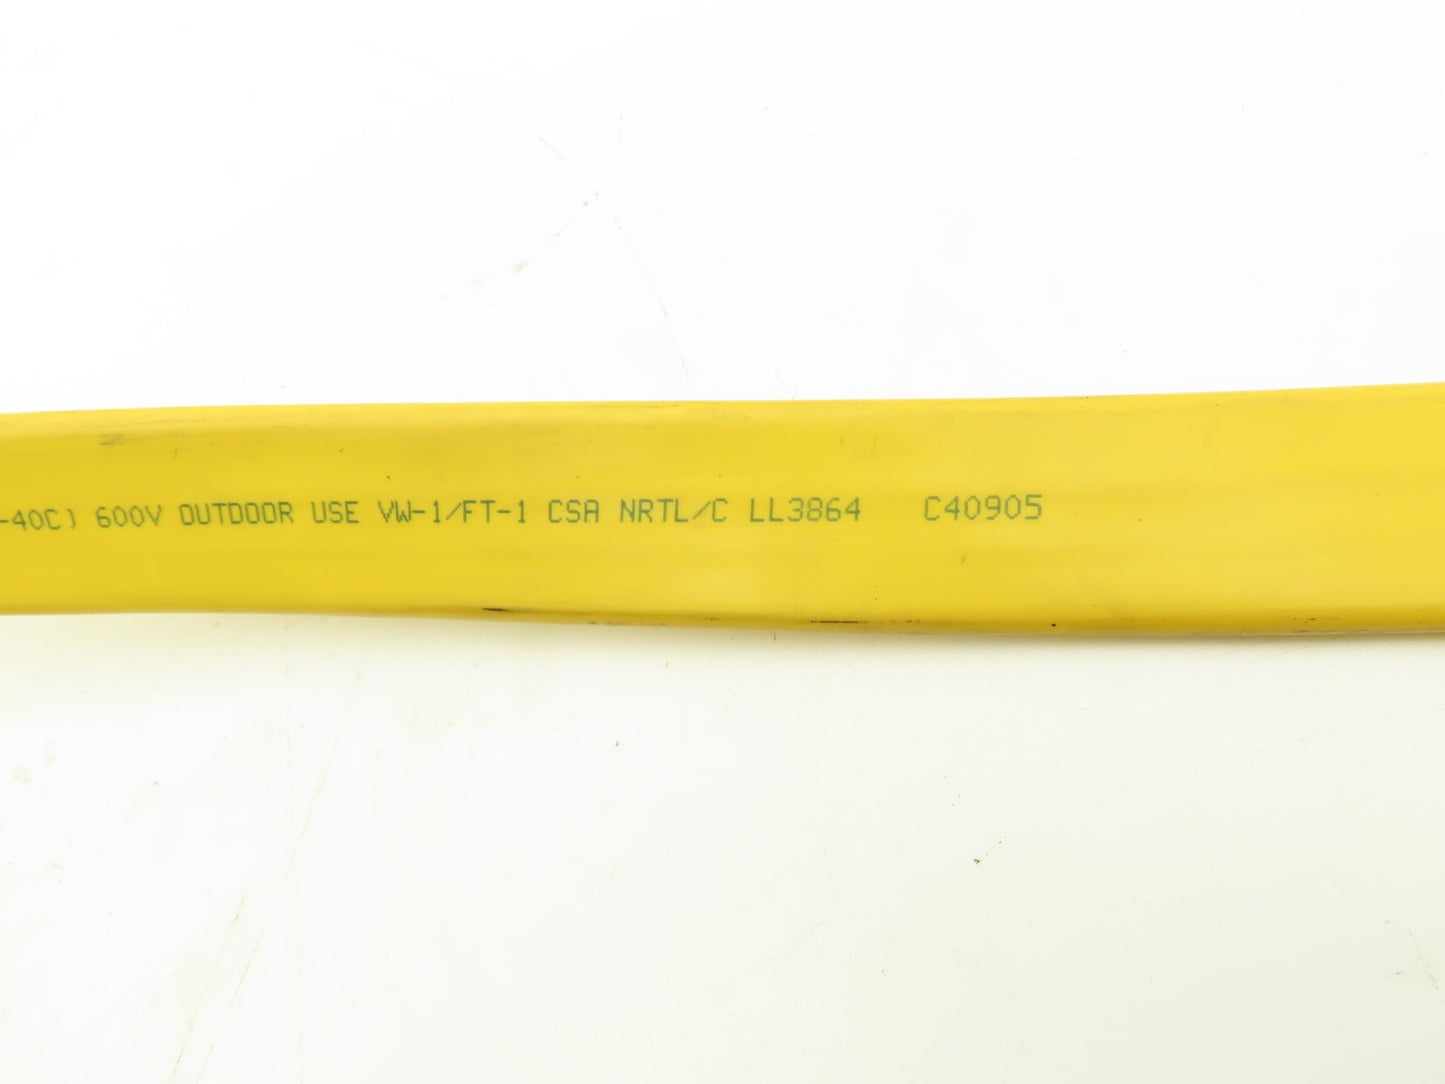 -40C) 600V OUTDOOR USE VW-1/FT-1 CSA NRTL/C LL3864 C40905